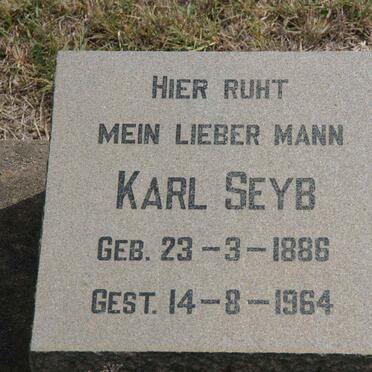 HIER RUHT
MEIN LIEBER MANN
KARL SEYB
GEB. 23-3-1886
GEST. 14-8-1964